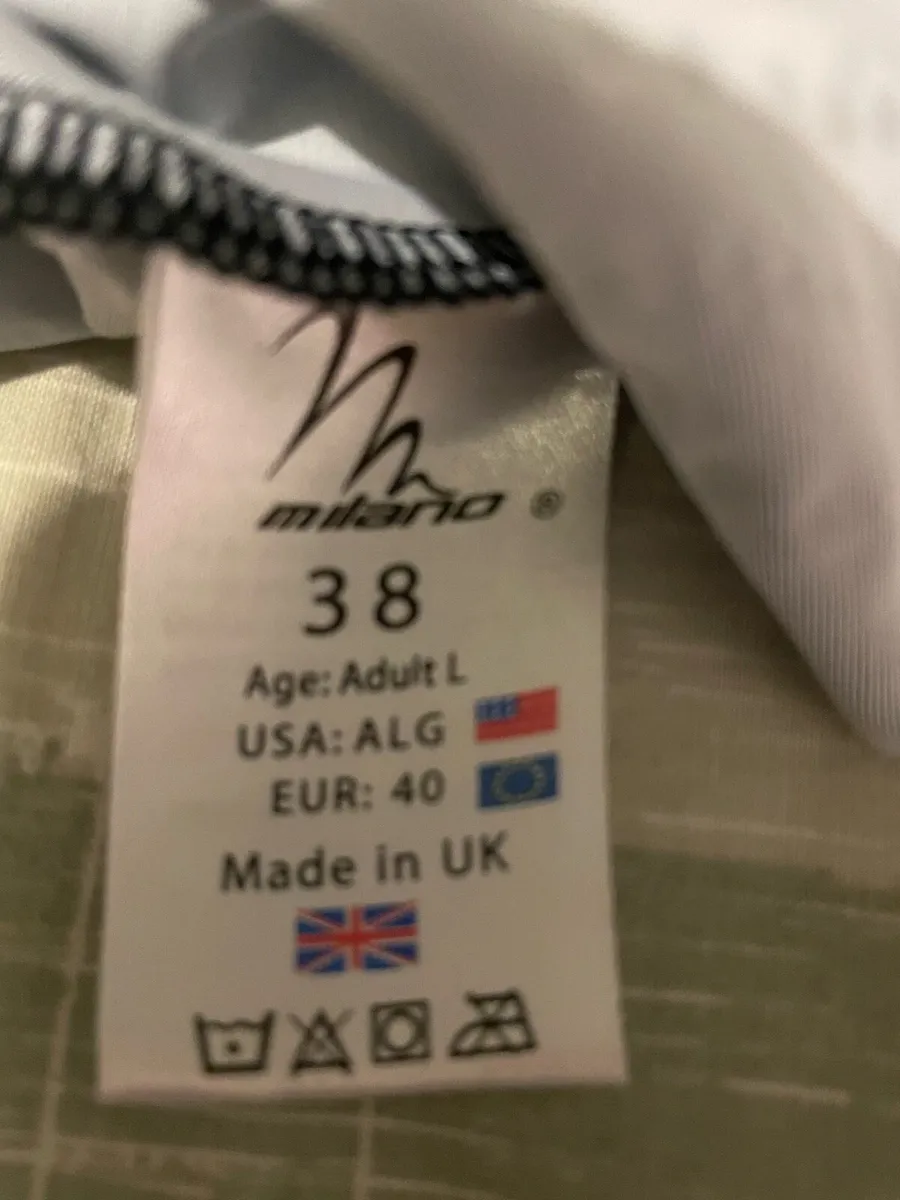 milano ®
38
Age: Adult L
USA: ALG
EUR: 40
Made in UK